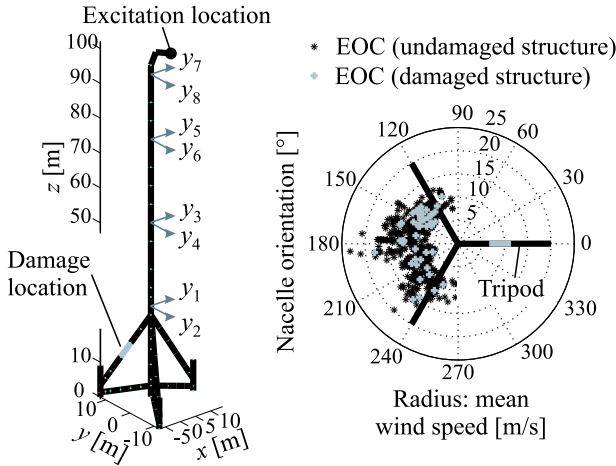 Excitation location
100
90
80
70
60
50
10
0
z [m]
y₇
y₈
y₅
y₆
y₃
y₄
y₁
y₂
Damage
location
10
0
-10
y [m]
-50 5 10
x [m]
EOC (undamaged structure)
EOC (damaged structure)
Nacelle orientation [°]
90
25
120
60
20
15
150
10
30
5
180
0
Tripod
210
330
240
300
270
Radius: mean
wind speed [m/s]